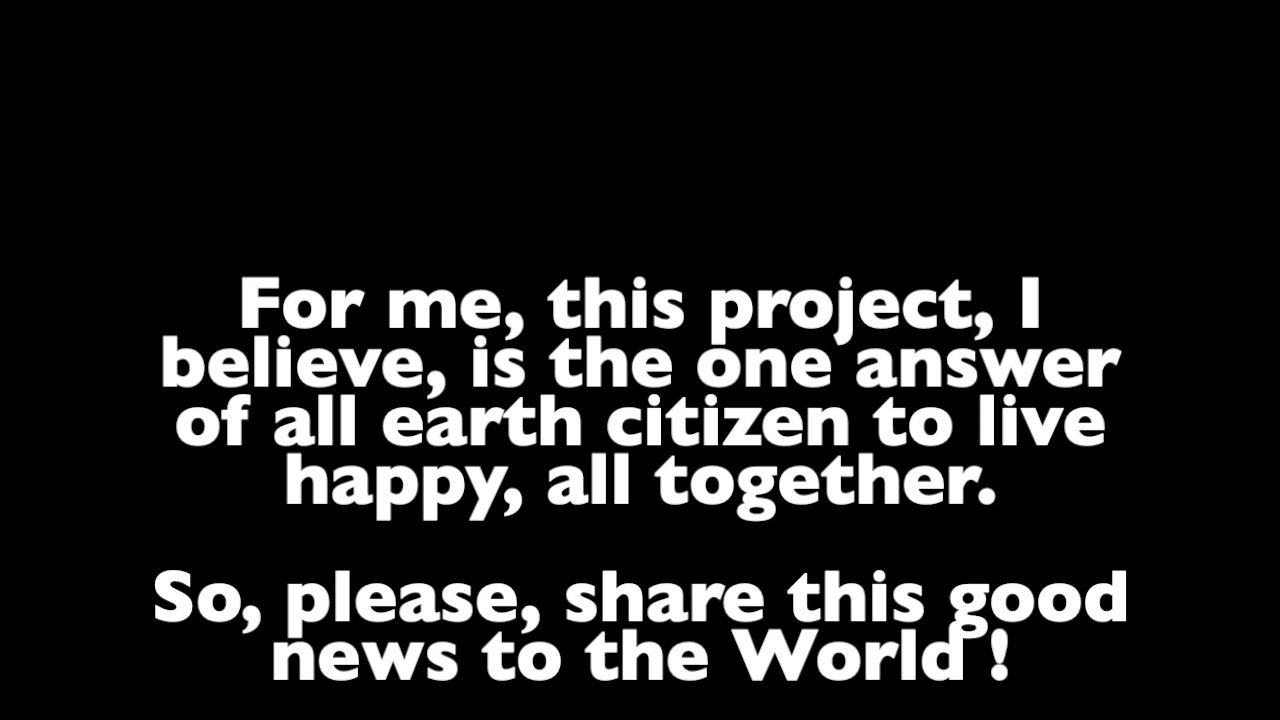 For me, this project, I
believe, is the one answer
of all earth citizen to live
happy, all together.
So, please, share this good
news to the World !